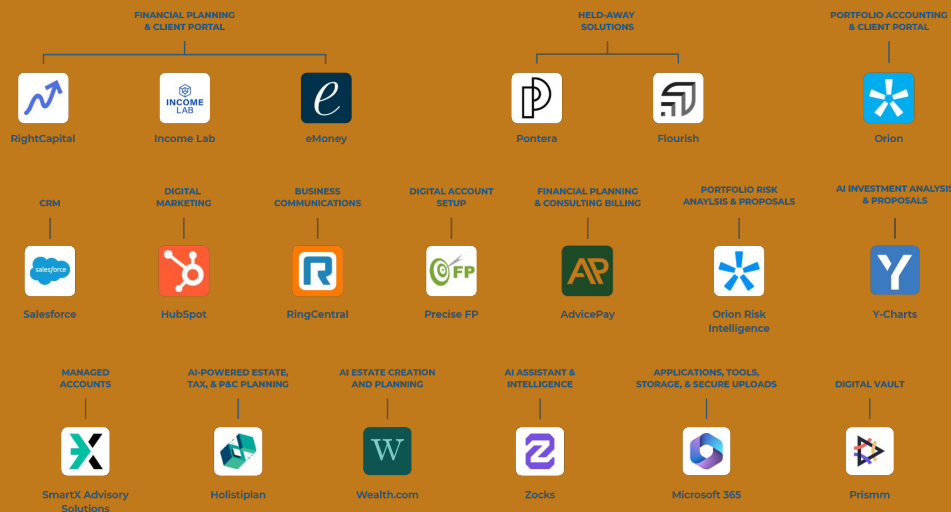 FINANCIAL PLANNING
& CLIENT PORTAL
HELD-AWAY
SOLUTIONS
PORTFOLIO ACCOUNTING
& CLIENT PORTAL
INCOME
LAB
e
RightCapital
Income Lab
eMoney
Pontera
Flourish
Orion
CRM
DIGITAL
MARKETING
BUSINESS
COMMUNICATIONS
DIGITAL ACCOUNT
SETUP
FINANCIAL PLANNING
& CONSULTING BILLING
PORTFOLIO RISK
ANAYLSIS & PROPOSALS
AI INVESTMENT ANALYSIS
& PROPOSALS
salesforce
R
FP
AP
Y
Salesforce
HubSpot
RingCentral
Precise FP
AdvicePay
Orion Risk
Intelligence
Y-Charts
MANAGED
ACCOUNTS
AI-POWERED ESTATE,
TAX, & P&C PLANNING
AI ESTATE CREATION
AND PLANNING
AI ASSISTANT &
INTELLIGENCE
APPLICATIONS, TOOLS,
STORAGE, & SECURE UPLOADS
DIGITAL VAULT
X
W
Z
SmartX Advisory
Solutions
Holistiplan
Wealth.com
Zocks
Microsoft 365
Prismm